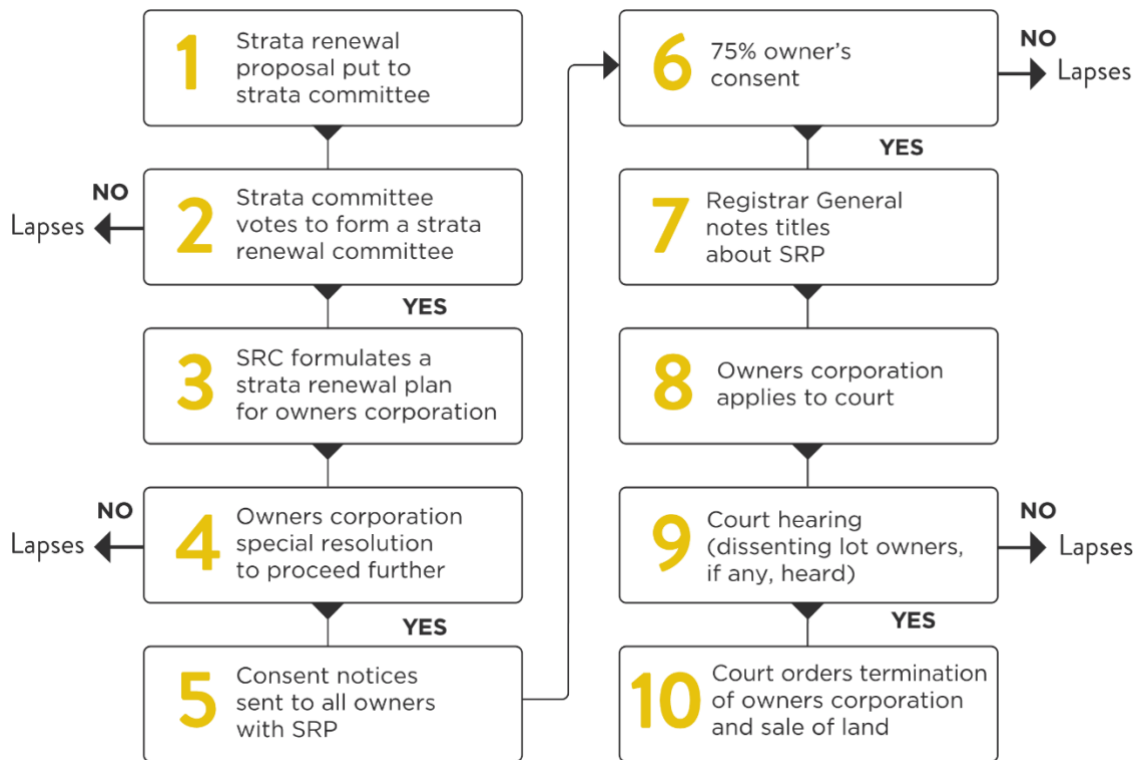 1
Strata renewal
proposal put to
strata committee
NO
Lapses
2
Strata committee
votes to form a strata
renewal committee
YES
3
SRC formulates a
strata renewal plan
for owners corporation
NO
Lapses
4
Owners corporation
special resolution
to proceed further
YES
5
Consent notices
sent to all owners
with SRP
6
75% owner's
consent
NO
Lapses
YES
7
Registrar General
notes titles
about SRP
8
Owners corporation
applies to court
9
Court hearing
(dissenting lot owners,
if any, heard)
NO
Lapses
YES
10
Court orders termination
of owners corporation
and sale of land